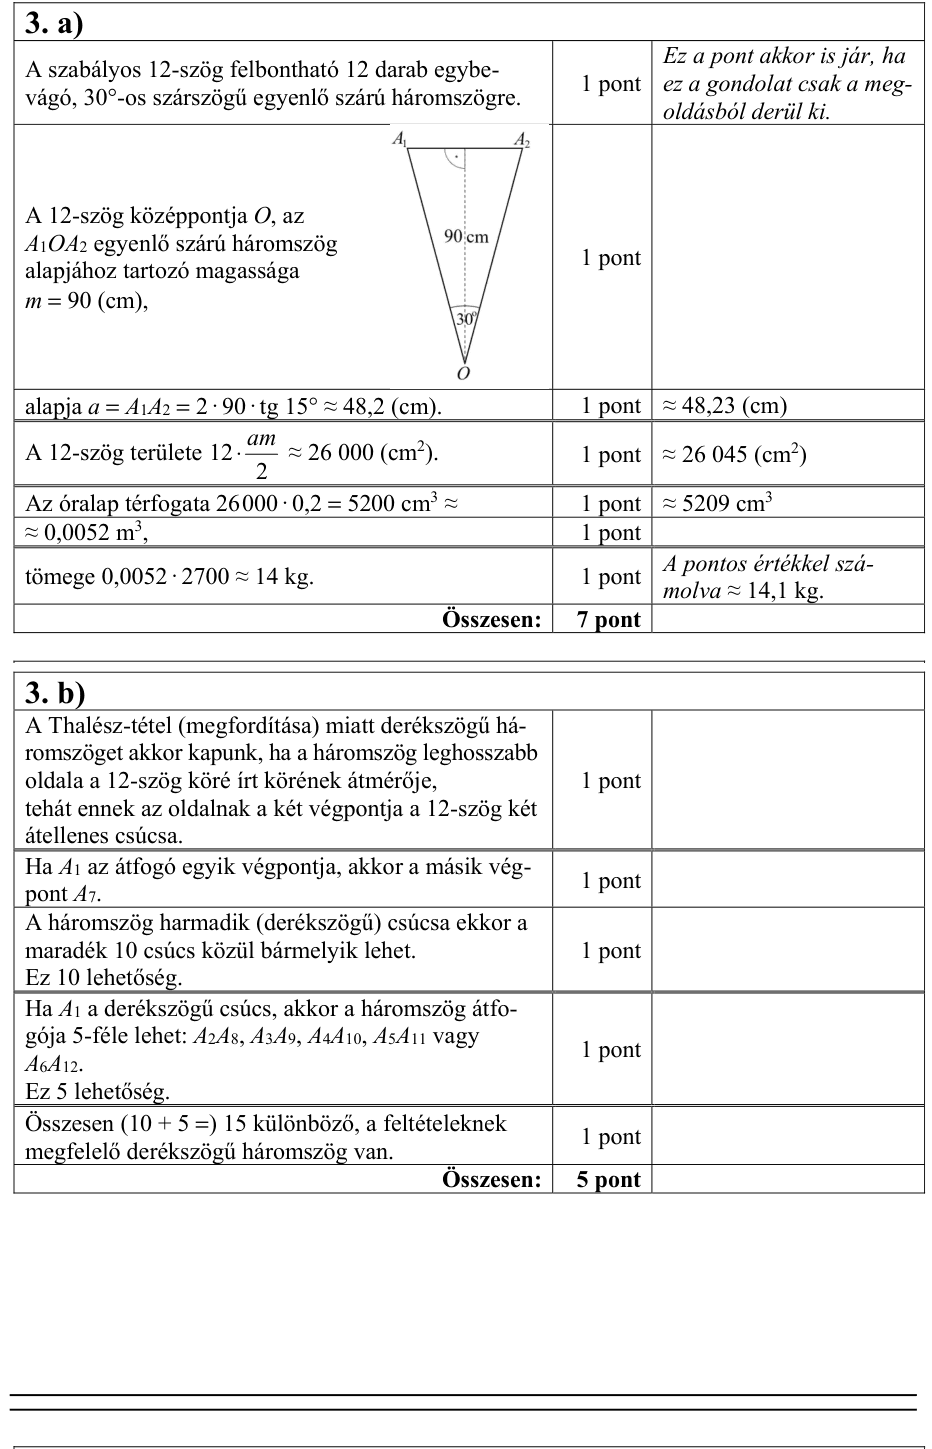 3. a)
A szabályos 12-szög felbontható 12 darab egybe-
vágó, 30°-os szárszögű egyenlő szárú háromszögre.
1 pont
Ez a pont akkor is jár, ha
ez a gondolat csak a meg-
oldásból derül ki.
A 12-szög középpontja O, az
A₁OA₂ egyenlő szárú háromszög
alapjához tartozó magassága
m = 90 (cm),
A₁
A₂
90 cm
30°
O
1 pont
alapja a = A₁A₂ = 2 · 90 · tg 15° ≈ 48,2 (cm).
1 pont
≈ 48,23 (cm)
A 12-szög területe 12 · am/2 ≈ 26 000 (cm²).
1 pont
≈ 26 045 (cm²)
Az óralap térfogata 26000 · 0,2 = 5200 cm³ ≈
1 pont
≈ 5209 cm³
≈ 0,0052 m³,
1 pont
tömege 0,0052 · 2700 ≈ 14 kg.
1 pont
A pontos értékkel szá-
molva ≈ 14,1 kg.
Összesen:
7 pont
3. b)
A Thalész-tétel (megfordítása) miatt derékszögű há-
romszöget akkor kapunk, ha a háromszög leghosszabb
oldala a 12-szög köré írt körének átmérője,
tehát ennek az oldalnak a két végpontja a 12-szög két
átellenes csúcsa.
1 pont
Ha A₁ az átfogó egyik végpontja, akkor a másik vég-
pont A₇.
1 pont
A háromszög harmadik (derékszögű) csúcsa ekkor a
maradék 10 csúcs közül bármelyik lehet.
Ez 10 lehetőség.
1 pont
Ha A₁ a derékszögű csúcs, akkor a háromszög átfo-
gója 5-féle lehet: A₂A₈, A₃A₉, A₄A₁₀, A₅A₁₁ vagy
A₆A₁₂.
Ez 5 lehetőség.
1 pont
Összesen (10 + 5 =) 15 különböző, a feltételeknek
megfelelő derékszögű háromszög van.
1 pont
Összesen:
5 pont